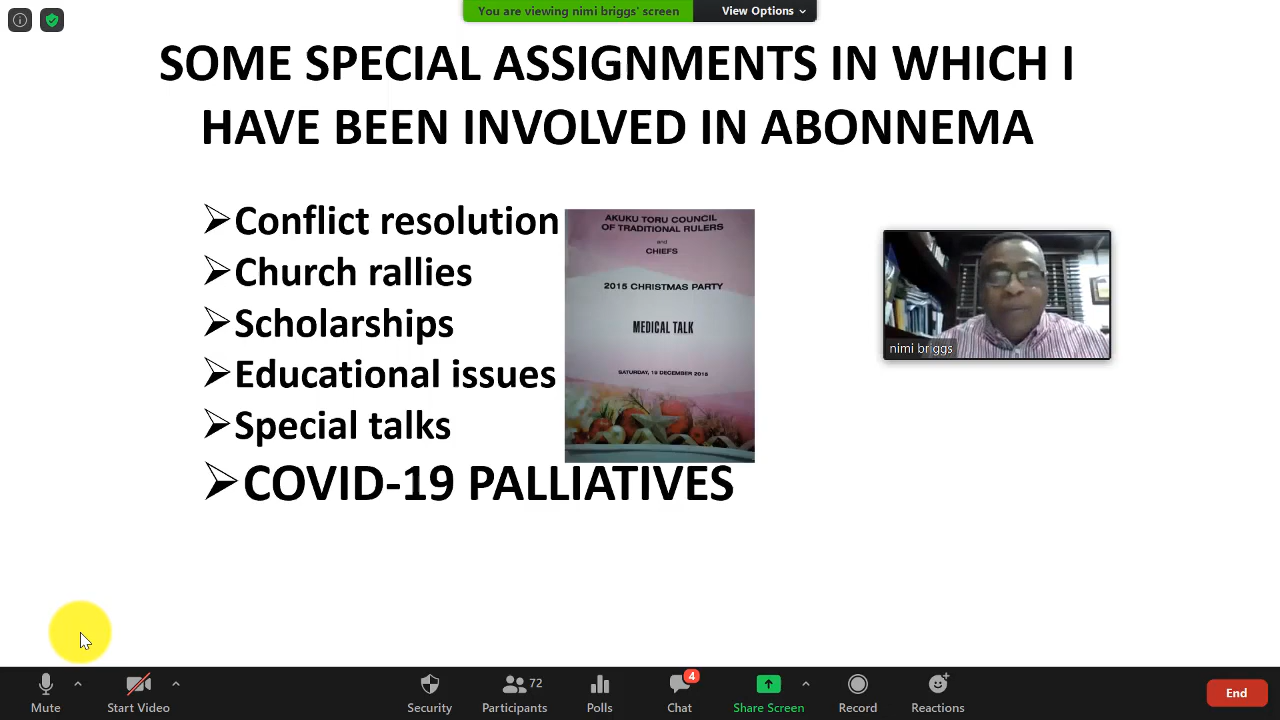 You are viewing nimi briggs' screen
View Options
SOME SPECIAL ASSIGNMENTS IN WHICH I
HAVE BEEN INVOLVED IN ABONNEMA
➢Conflict resolution
➢Church rallies
➢Scholarships
➢Educational issues
➢Special talks
➢COVID-19 PALLIATIVES
AKUKU TORU COUNCIL
OF TRADITIONAL RULERS
and
CHIEFS
2015 CHRISTMAS PARTY
MEDICAL TALK
SATURDAY, 19 DECEMBER 2015
nimi briggs
Mute
Start Video
Security
72
Participants
Polls
4
Chat
Share Screen
Record
Reactions
End